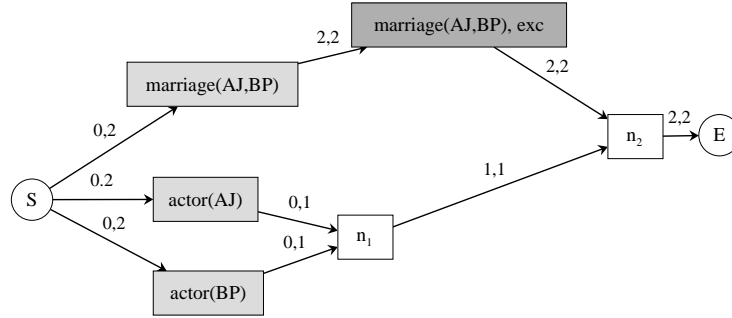 marriage(AJ,BP), exc
2,2
marriage(AJ,BP)
2,2
0,2
n2
2,2
E
1,1
S
0.2
actor(AJ)
0,1
n1
0,2
0,1
actor(BP)